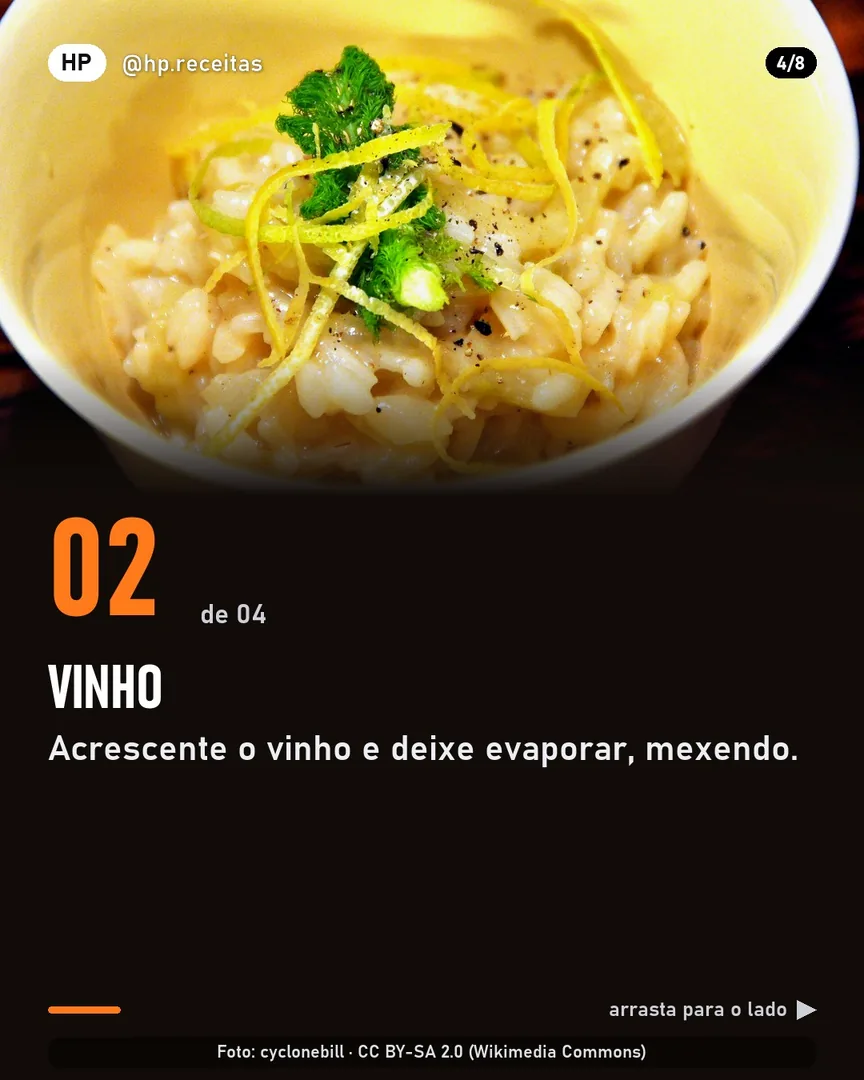 HP @hp.receitas 4/8
02 de 04
VINHO
Acrescente o vinho e deixe evaporar, mexendo.
arrasta para o lado ▶
Foto: cyclonebill · CC BY-SA 2.0 (Wikimedia Commons)